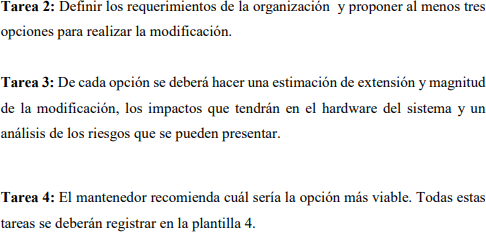 Tarea 2: Definir los requerimientos de la organización y proponer al menos tres
opciones para realizar la modificación.
Tarea 3: De cada opción se deberá hacer una estimación de extensión y magnitud
de la modificación, los impactos que tendrán en el hardware del sistema y un
análisis de los riesgos que se pueden presentar.
Tarea 4: El mantenedor recomienda cuál sería la opción más viable. Todas estas
tareas se deberán registrar en la plantilla 4.